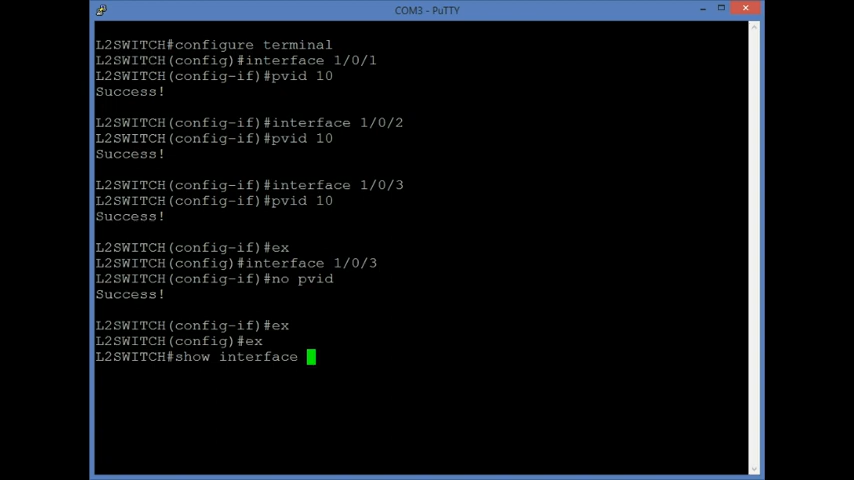 COM3 - PuTTY
L2SWITCH#configure terminal
L2SWITCH(config)#interface 1/0/1
L2SWITCH(config-if)#pvid 10
Success!
L2SWITCH(config-if)#interface 1/0/2
L2SWITCH(config-if)#pvid 10
Success!
L2SWITCH(config-if)#interface 1/0/3
L2SWITCH(config-if)#pvid 10
Success!
L2SWITCH(config-if)#ex
L2SWITCH(config)#interface 1/0/3
L2SWITCH(config-if)#no pvid
Success!
L2SWITCH(config-if)#ex
L2SWITCH(config)#ex
L2SWITCH#show interface